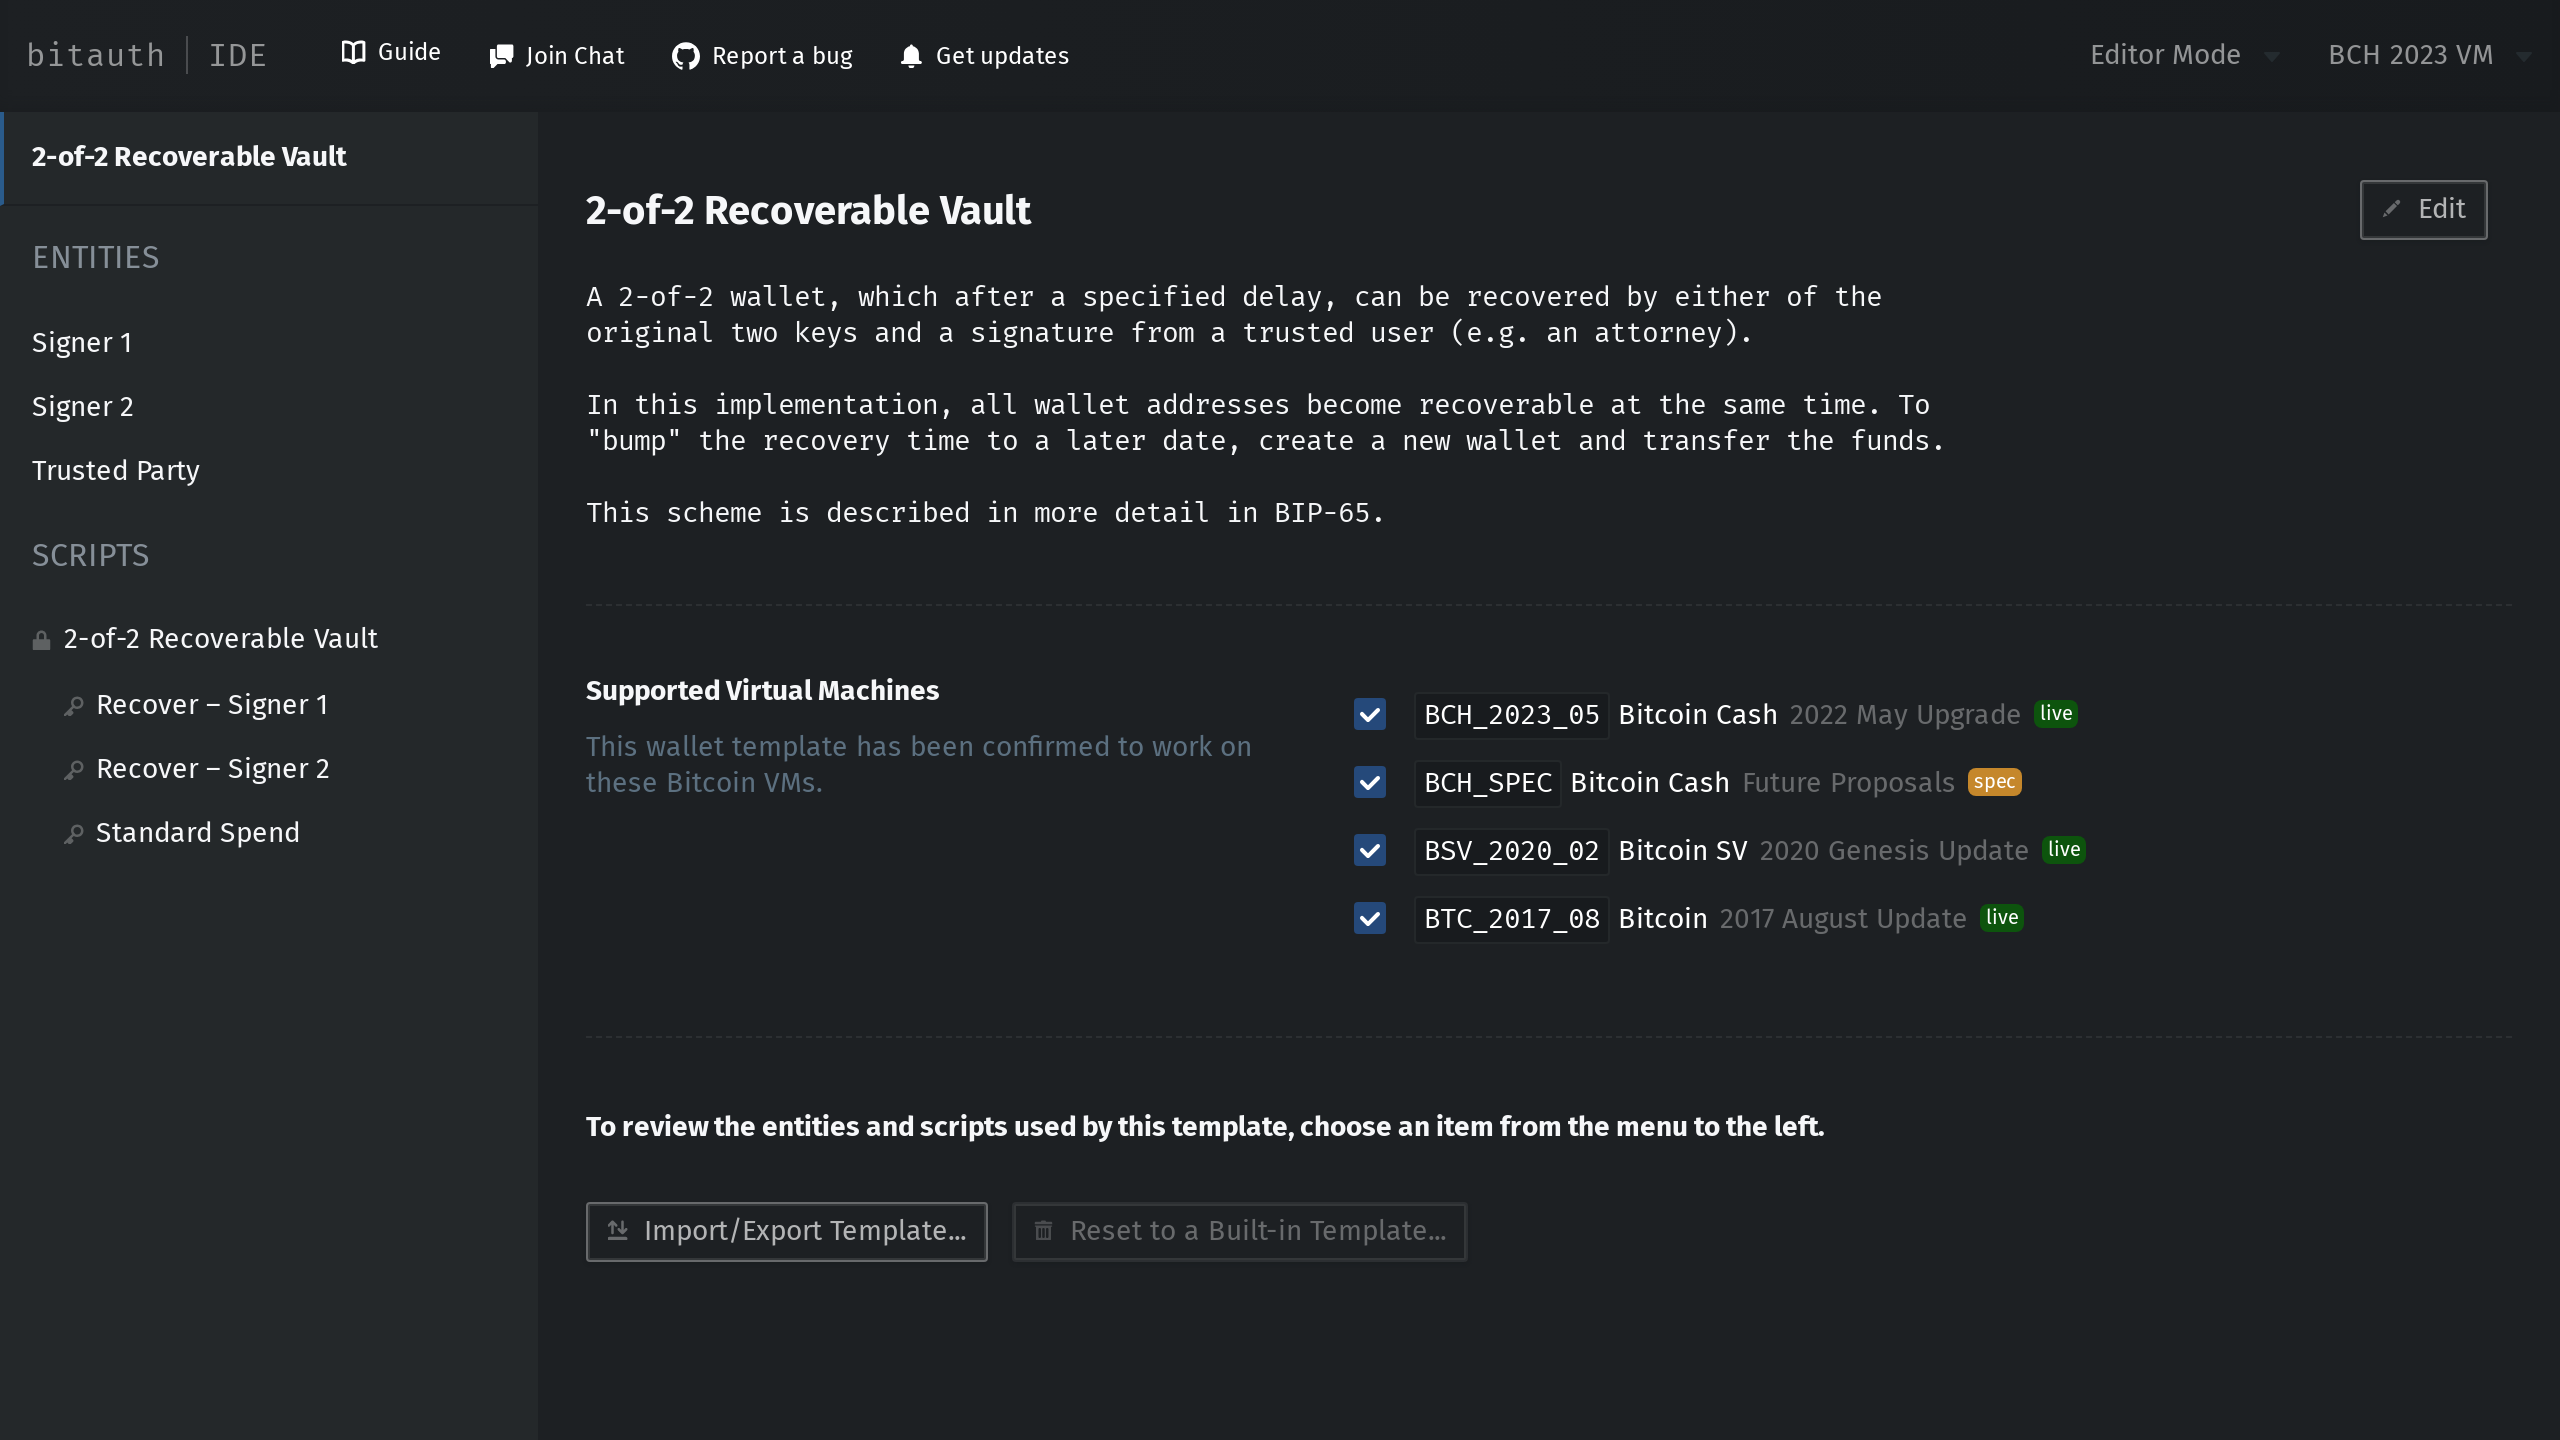 bitauth | IDE
Guide
Join Chat
Report a bug
Get updates
Editor Mode
BCH 2023 VM
2-of-2 Recoverable Vault
ENTITIES
Signer 1
Signer 2
Trusted Party
SCRIPTS
2-of-2 Recoverable Vault
Recover – Signer 1
Recover – Signer 2
Standard Spend
2-of-2 Recoverable Vault
Edit
A 2-of-2 wallet, which after a specified delay, can be recovered by either of the
original two keys and a signature from a trusted user (e.g. an attorney).
In this implementation, all wallet addresses become recoverable at the same time. To
"bump" the recovery time to a later date, create a new wallet and transfer the funds.
This scheme is described in more detail in BIP-65.
Supported Virtual Machines
This wallet template has been confirmed to work on
these Bitcoin VMs.
BCH_2023_05 Bitcoin Cash 2022 May Upgrade live
BCH_SPEC Bitcoin Cash Future Proposals spec
BSV_2020_02 Bitcoin SV 2020 Genesis Update live
BTC_2017_08 Bitcoin 2017 August Update live
To review the entities and scripts used by this template, choose an item from the menu to the left.
Import/Export Template...
Reset to a Built-in Template...